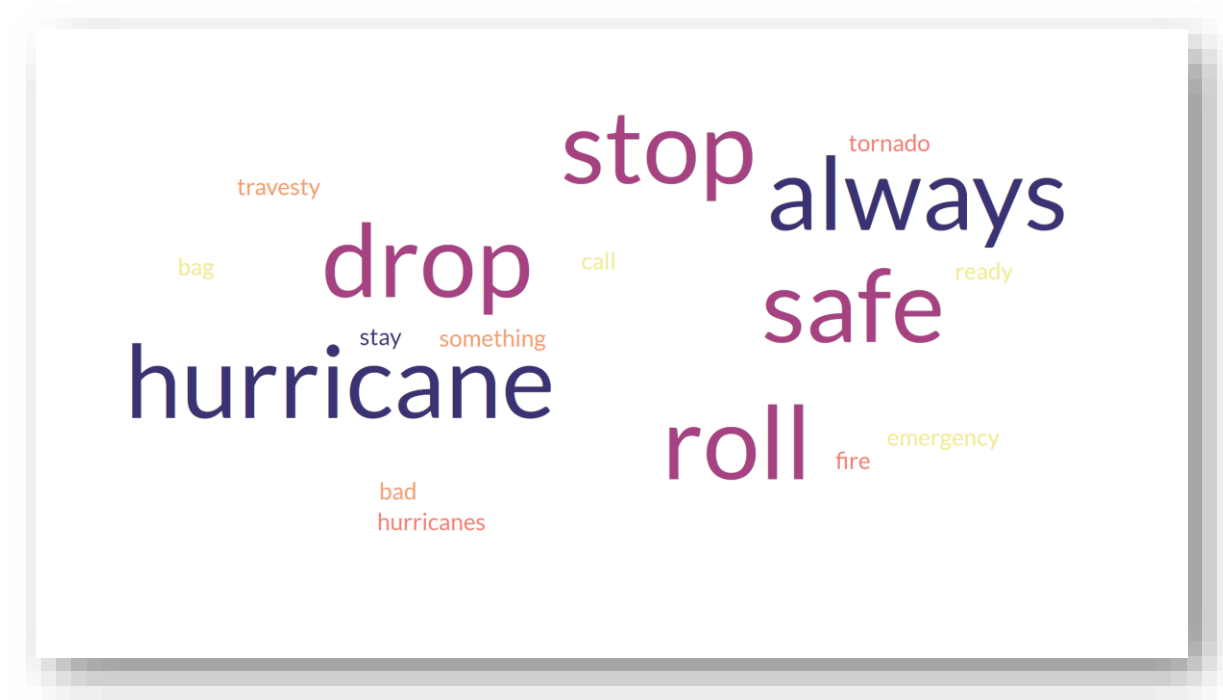 stop
tornado
always
travesty
drop
call
bag
ready
safe
stay
something
hurricane
roll
emergency
fire
bad
hurricanes